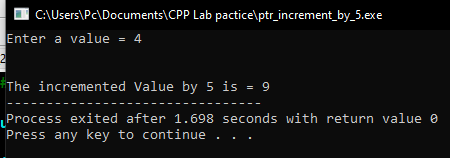 C:\Users\Pc\Documents\CPP Lab pactice\ptr_increment_by_5.exe
Enter a value = 4
The incremented Value by 5 is = 9
--------------------------------
Process exited after 1.698 seconds with return value 0
Press any key to continue . . .